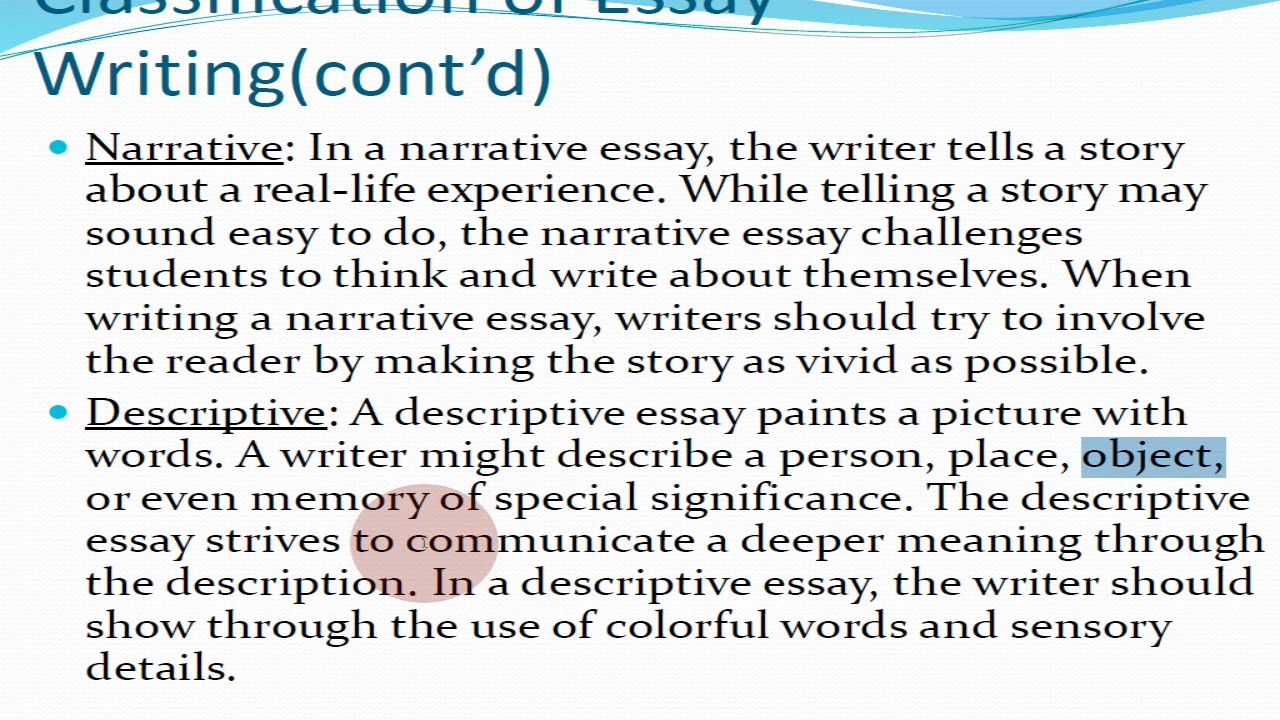 Classification of Essay
Writing(cont’d)
Narrative: In a narrative essay, the writer tells a story
about a real-life experience. While telling a story may
sound easy to do, the narrative essay challenges
students to think and write about themselves. When
writing a narrative essay, writers should try to involve
the reader by making the story as vivid as possible.
Descriptive: A descriptive essay paints a picture with
words. A writer might describe a person, place, object,
or even memory of special significance. The descriptive
essay strives to communicate a deeper meaning through
the description. In a descriptive essay, the writer should
show through the use of colorful words and sensory
details.